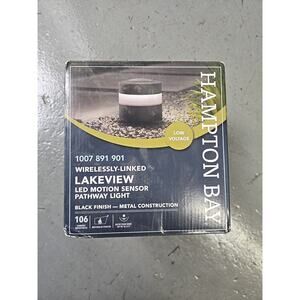 HAMPTON BAY
LOW
VOLTAGE
1007 891 901
WIRELESSLY-LINKED
LAKEVIEW
LED MOTION SENSOR
PATHWAY LIGHT
BLACK FINISH — METAL CONSTRUCTION
106